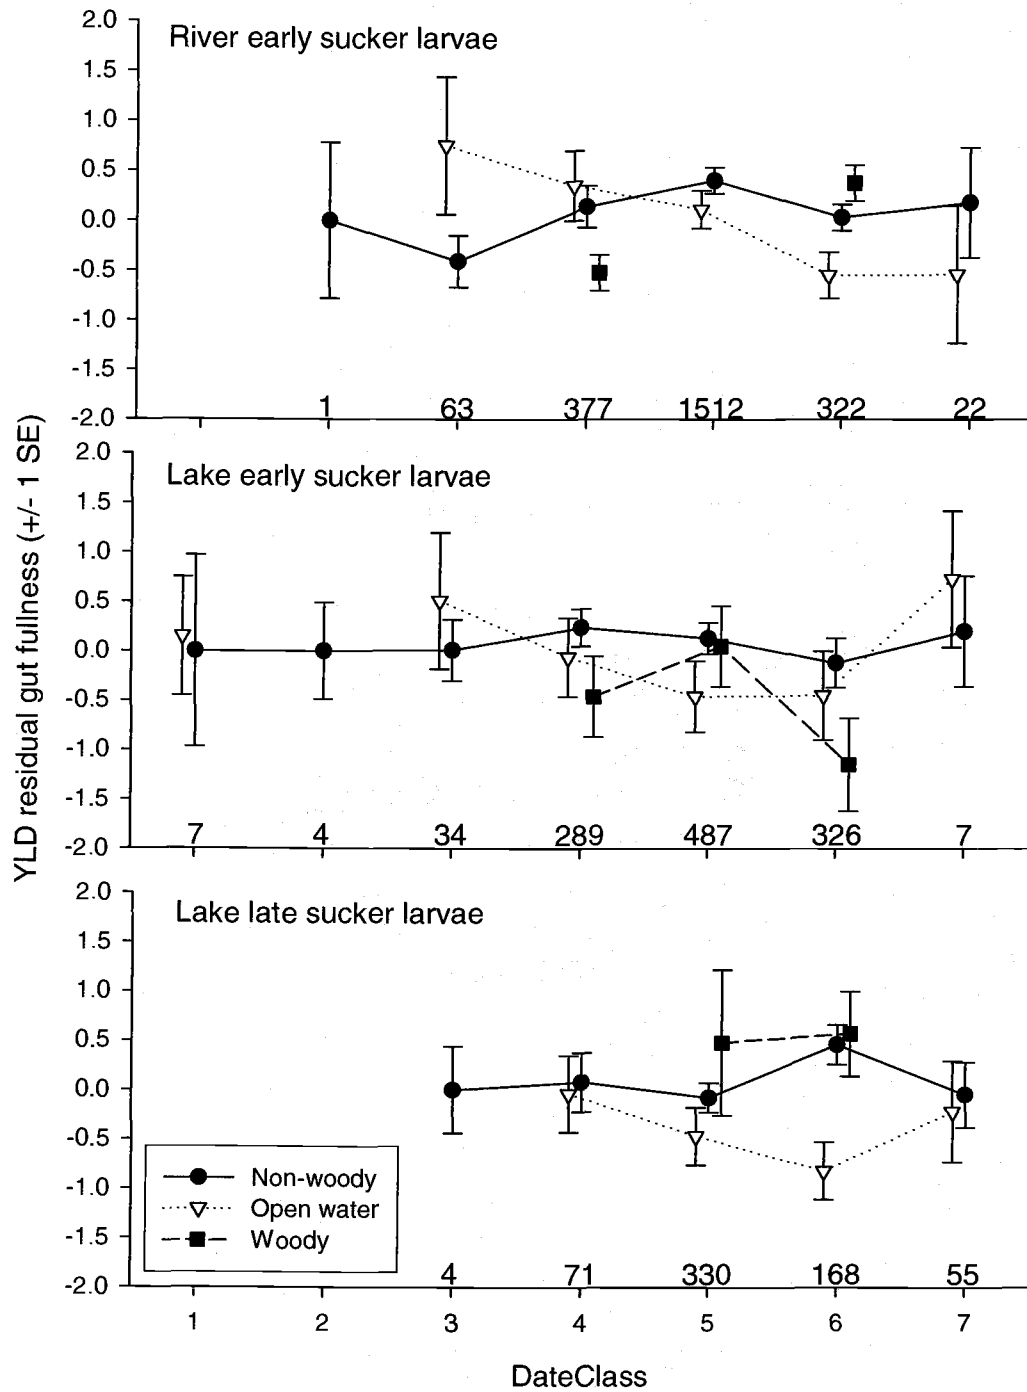 YLD residual gut fullness (+/- 1 SE)
River early sucker larvae
2.0
1.5
1.0
0.5
0.0
-0.5
-1.0
-1.5
-2.0
1 63 377 1512 322 22
Lake early sucker larvae
2.0
1.5
1.0
0.5
0.0
-0.5
-1.0
-1.5
-2.0
7 4 34 289 487 326 7
Lake late sucker larvae
2.0
1.5
1.0
0.5
0.0
-0.5
-1.0
-1.5
-2.0
Non-woody
Open water
Woody
4 71 330 168 55
1 2 3 4 5 6 7
DateClass